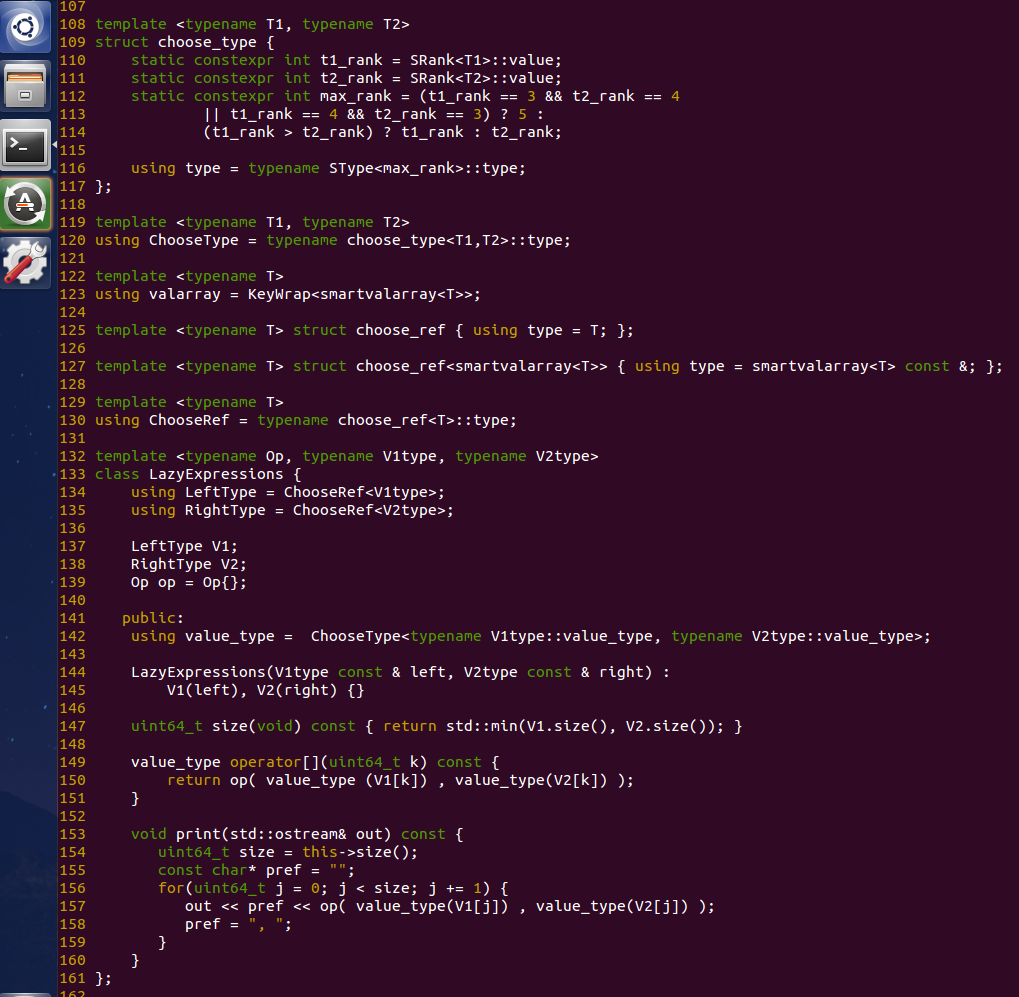 107
108 template <typename T1, typename T2>
109 struct choose_type {
110     static constexpr int t1_rank = SRank<T1>::value;
111     static constexpr int t2_rank = SRank<T2>::value;
112     static constexpr int max_rank = (t1_rank == 3 && t2_rank == 4
113             || t1_rank == 4 && t2_rank == 3) ? 5 :
114             (t1_rank > t2_rank) ? t1_rank : t2_rank;
115
116     using type = typename SType<max_rank>::type;
117 };
118
119 template <typename T1, typename T2>
120 using ChooseType = typename choose_type<T1,T2>::type;
121
122 template <typename T>
123 using valarray = KeyWrap<smartvalarray<T>>;
124
125 template <typename T> struct choose_ref { using type = T; };
126
127 template <typename T> struct choose_ref<smartvalarray<T>> { using type = smartvalarray<T> const &; };
128
129 template <typename T>
130 using ChooseRef = typename choose_ref<T>::type;
131
132 template <typename Op, typename V1type, typename V2type>
133 class LazyExpressions {
134     using LeftType = ChooseRef<V1type>;
135     using RightType = ChooseRef<V2type>;
136
137     LeftType V1;
138     RightType V2;
139     Op op = Op{};
140
141    public:
142     using value_type =  ChooseType<typename V1type::value_type, typename V2type::value_type>;
143
144     LazyExpressions(V1type const & left, V2type const & right) :
145         V1(left), V2(right) {}
146
147     uint64_t size(void) const { return std::min(V1.size(), V2.size()); }
148
149     value_type operator[](uint64_t k) const {
150         return op( value_type (V1[k]) , value_type(V2[k]) );
151     }
152
153     void print(std::ostream& out) const {
154        uint64_t size = this->size();
155        const char* pref = "";
156        for(uint64_t j = 0; j < size; j += 1) {
157           out << pref << op( value_type(V1[j]) , value_type(V2[j]) );
158           pref = ", ";
159        }
160     }
161 };
162